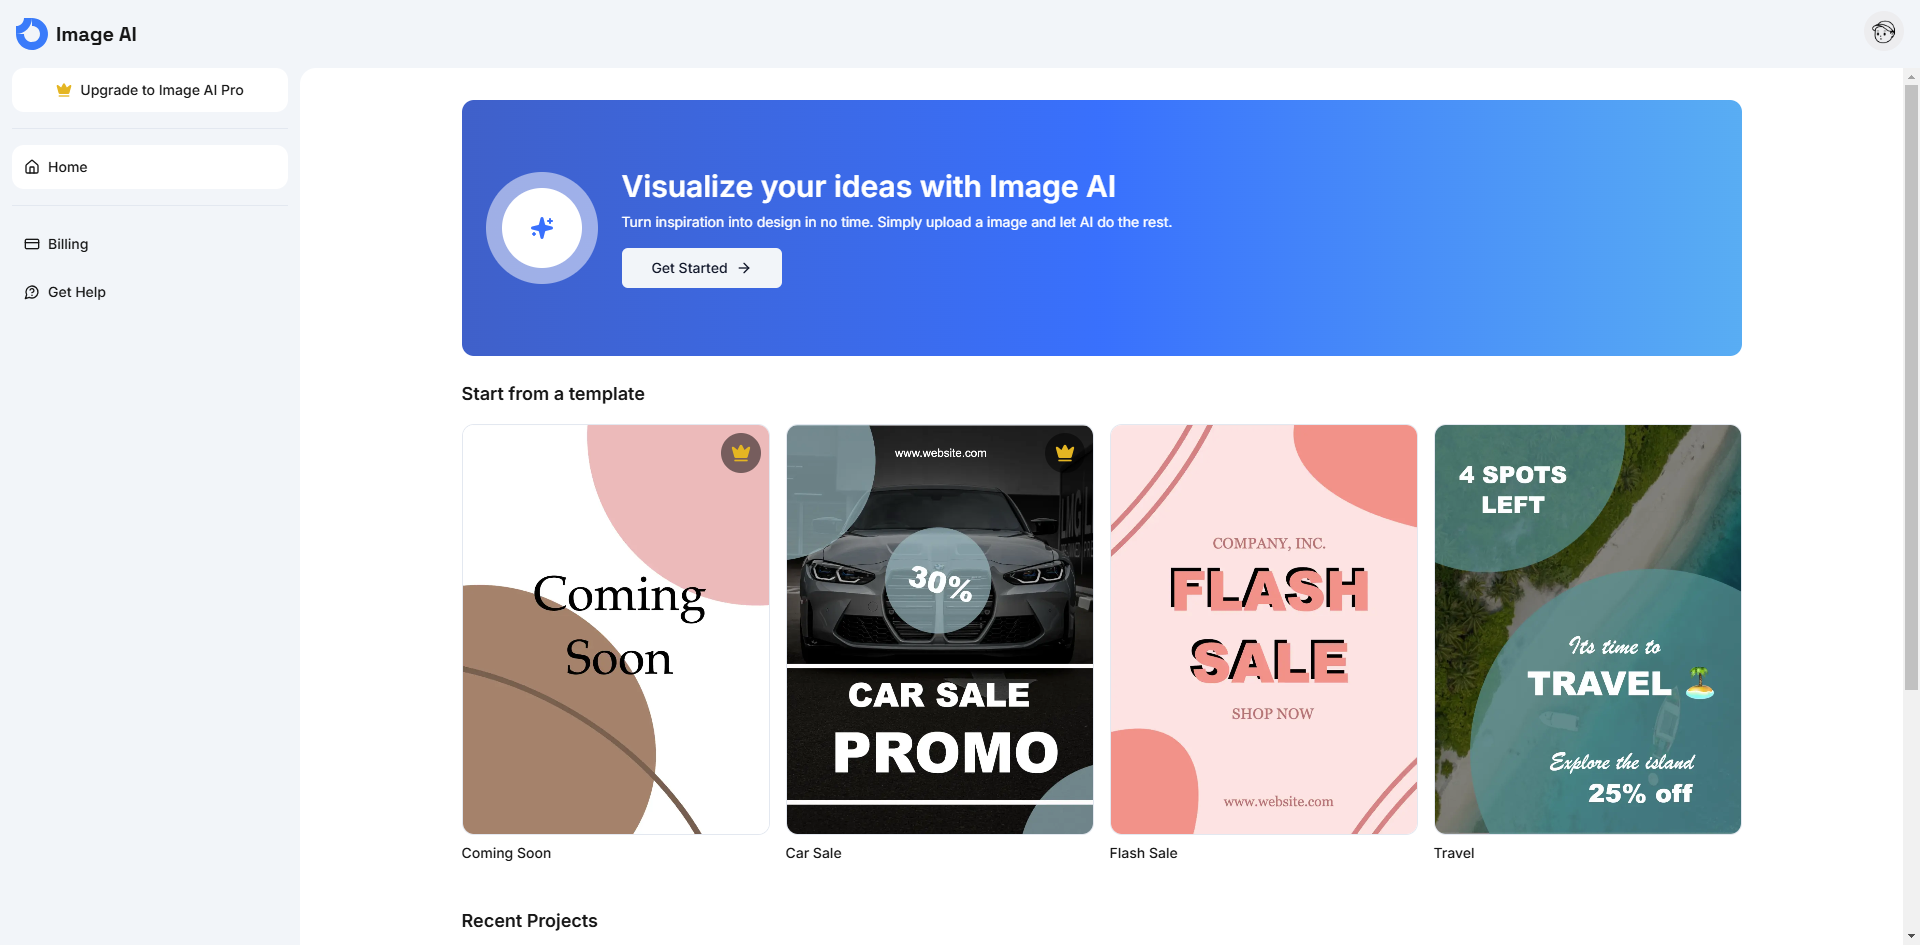 Image AI
Upgrade to Image AI Pro
Home
Billing
Get Help
Visualize your ideas with Image AI
Turn inspiration into design in no time. Simply upload a image and let AI do the rest.
Get Started
Start from a template
Coming
Soon
www.website.com
30%
CAR SALE
PROMO
COMPANY, INC.
FLASH
SALE
SHOP NOW
www.website.com
4 SPOTS
LEFT
Its time to
TRAVEL 🏝️
Explore the island
25% off
Coming Soon
Car Sale
Flash Sale
Travel
Recent Projects